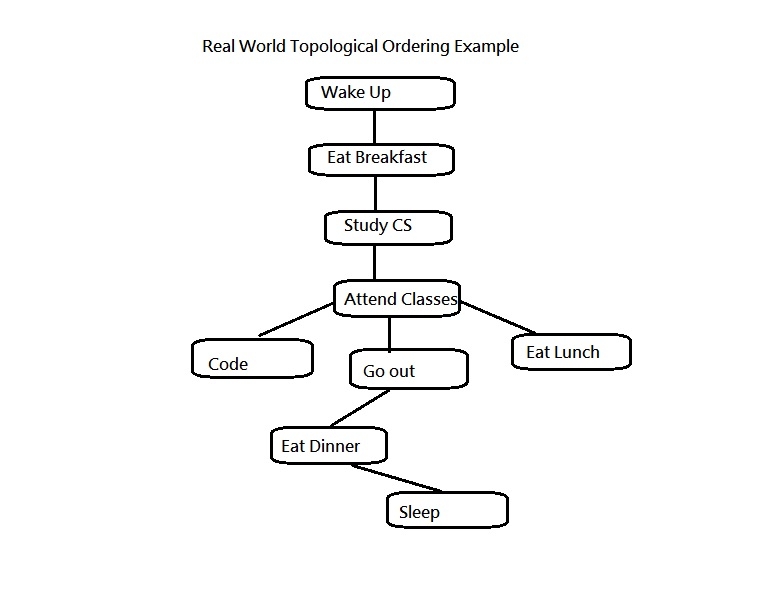 Real World Topological Ordering Example
Wake Up
Eat Breakfast
Study CS
Attend Classes
Code
Go out
Eat Lunch
Eat Dinner
Sleep